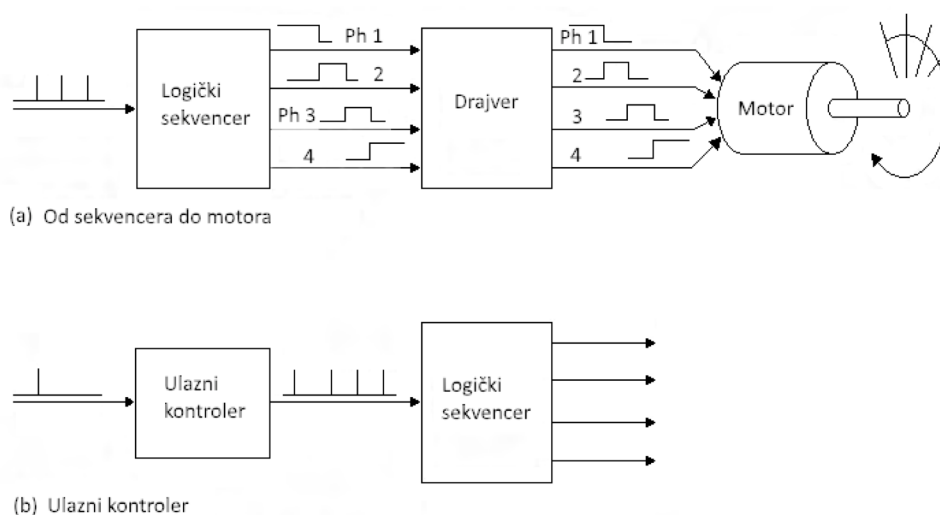 Ph 1
Ph 1
Logički
sekvencer
2
Drajver
2
Motor
Ph 3
3
4
4
(a) Od sekvencera do motora
Ulazni
kontroler
Logički
sekvencer
(b) Ulazni kontroler